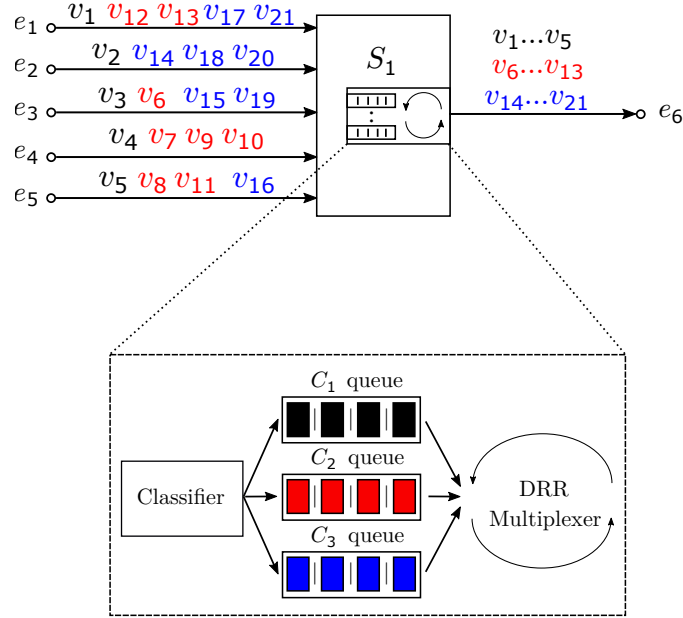 e1 v1 v12 v13 v17 v21
e2 v2 v14 v18 v20
e3 v3 v6 v15 v19
e4 v4 v7 v9 v10
e5 v5 v8 v11 v16
S1
v1...v5
v6...v13
v14...v21
e6
C1 queue
C2 queue
C3 queue
Classifier
DRR
Multiplexer